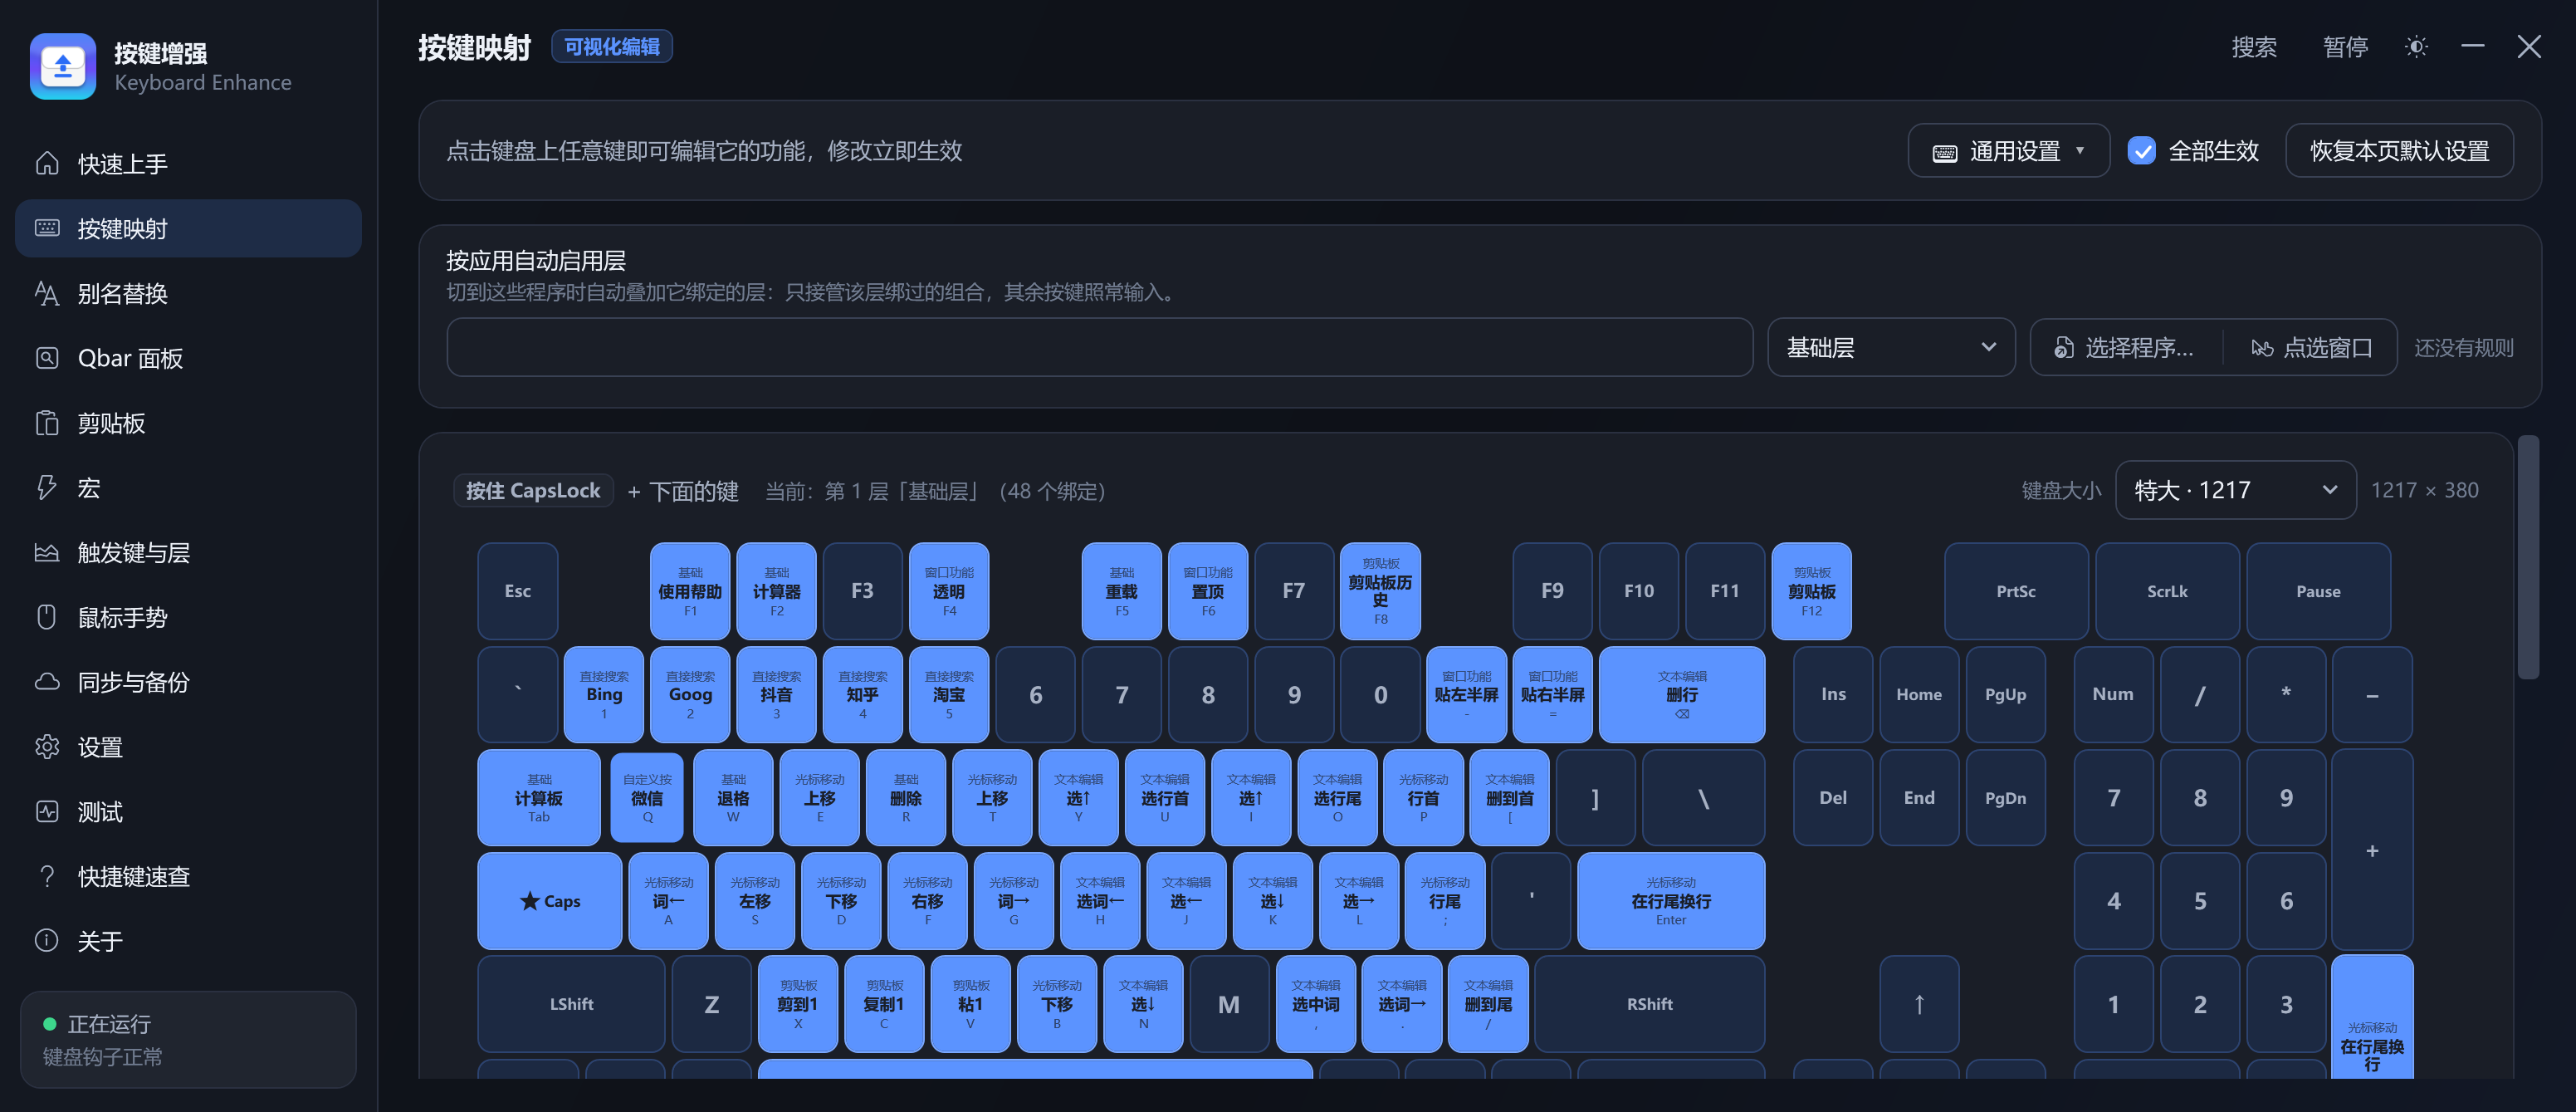 按键增强
Keyboard Enhance
快速上手
按键映射
别名替换
Qbar 面板
剪贴板
宏
触发键与层
鼠标手势
同步与备份
设置
测试
快捷键速查
关于
正在运行
键盘钩子正常
按键映射
可视化编辑
搜索
暂停
点击键盘上任意键即可编辑它的功能，修改立即生效
通用设置
全部生效
恢复本页默认设置
按应用自动启用层
切到这些程序时自动叠加它绑定的层：只接管该层绑过的组合，其余按键照常输入。
基础层
选择程序...
点选窗口
还没有规则
按住 CapsLock + 下面的键 当前：第 1 层「基础层」（48 个绑定）
键盘大小
特大 · 1217
1217 × 380
Esc
基础
使用帮助
F1
基础
计算器
F2
F3
窗口功能
透明
F4
基础
重载
F5
窗口功能
置顶
F6
F7
剪贴板
剪贴板历
史
F8
F9
F10
F11
剪贴板
剪贴板
F12
PrtSc
ScrLk
Pause
`
直接搜索
Bing
1
直接搜索
Goog
2
直接搜索
抖音
3
直接搜索
知乎
4
直接搜索
淘宝
5
6
7
8
9
0
窗口功能
贴左半屏
-
窗口功能
贴右半屏
=
文本编辑
删行
⌫
Ins
Home
PgUp
Num
/
*
−
基础
计算板
Tab
自定义按
微信
Q
基础
退格
W
光标移动
上移
E
基础
删除
R
光标移动
上移
T
文本编辑
选↑
Y
文本编辑
选行首
U
文本编辑
选↑
I
文本编辑
选行尾
O
光标移动
行首
P
文本编辑
删到首
[
]
\
Del
End
PgDn
7
8
9
+
★ Caps
光标移动
词←
A
光标移动
左移
S
光标移动
下移
D
光标移动
右移
F
光标移动
词→
G
文本编辑
选词←
H
文本编辑
选←
J
文本编辑
选↓
K
文本编辑
选→
L
光标移动
行尾
;
'
光标移动
在行尾换行
Enter
4
5
6
LShift
Z
剪贴板
剪到1
X
剪贴板
复制1
C
剪贴板
粘1
V
光标移动
下移
B
文本编辑
选↓
N
M
文本编辑
选中词
,
文本编辑
选词→
.
文本编辑
删到尾
/
RShift
↑
1
2
3
光标移动
在行尾换
行